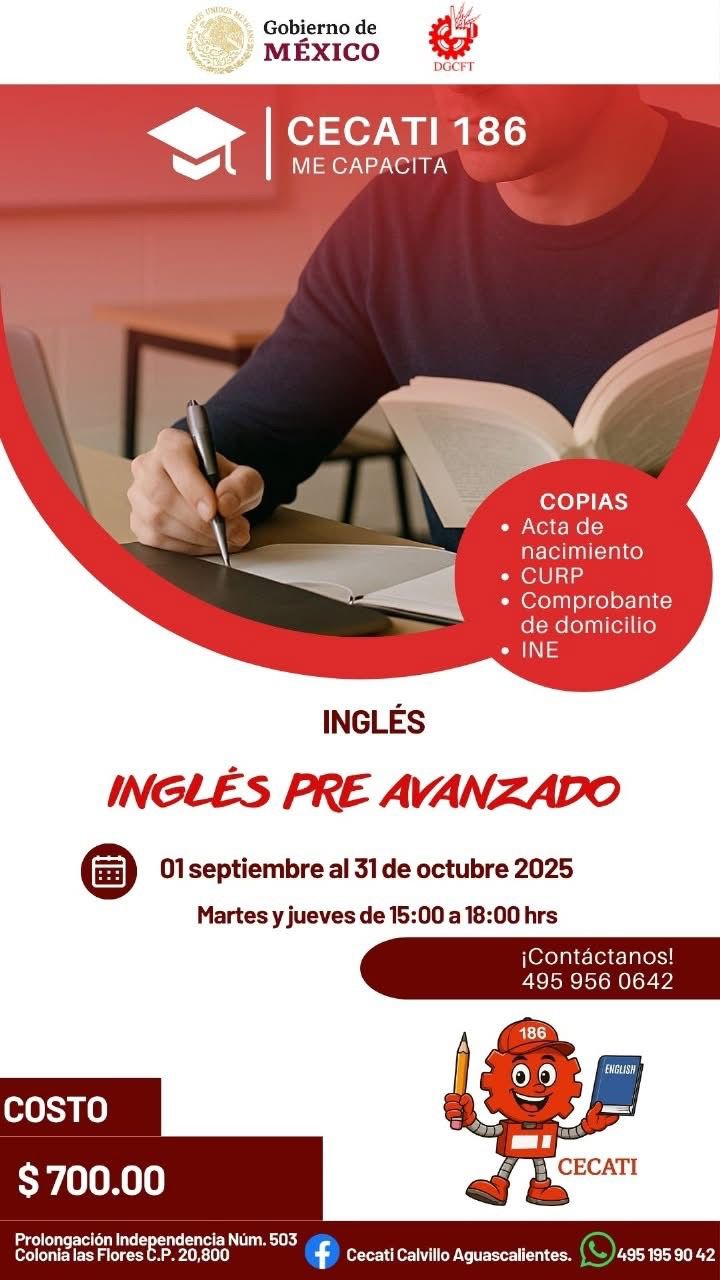 ESTADOS UNIDOS MEXICANOS
Gobierno de
MÉXICO
DGCFT
CECATI 186
ME CAPACITA
COPIAS
• Acta de
nacimiento
• CURP
• Comprobante
de domicilio
• INE
INGLÉS
INGLÉS PRE AVANZADO
01 septiembre al 31 de octubre 2025
Martes y jueves de 15:00 a 18:00 hrs
¡Contáctanos!
495 956 0642
186
ENGLISH
CECATI
COSTO
$ 700.00
Prolongación Independencia Núm. 503
Colonia las Flores C.P. 20,800
Cecati Calvillo Aguascalientes.
495 195 90 42